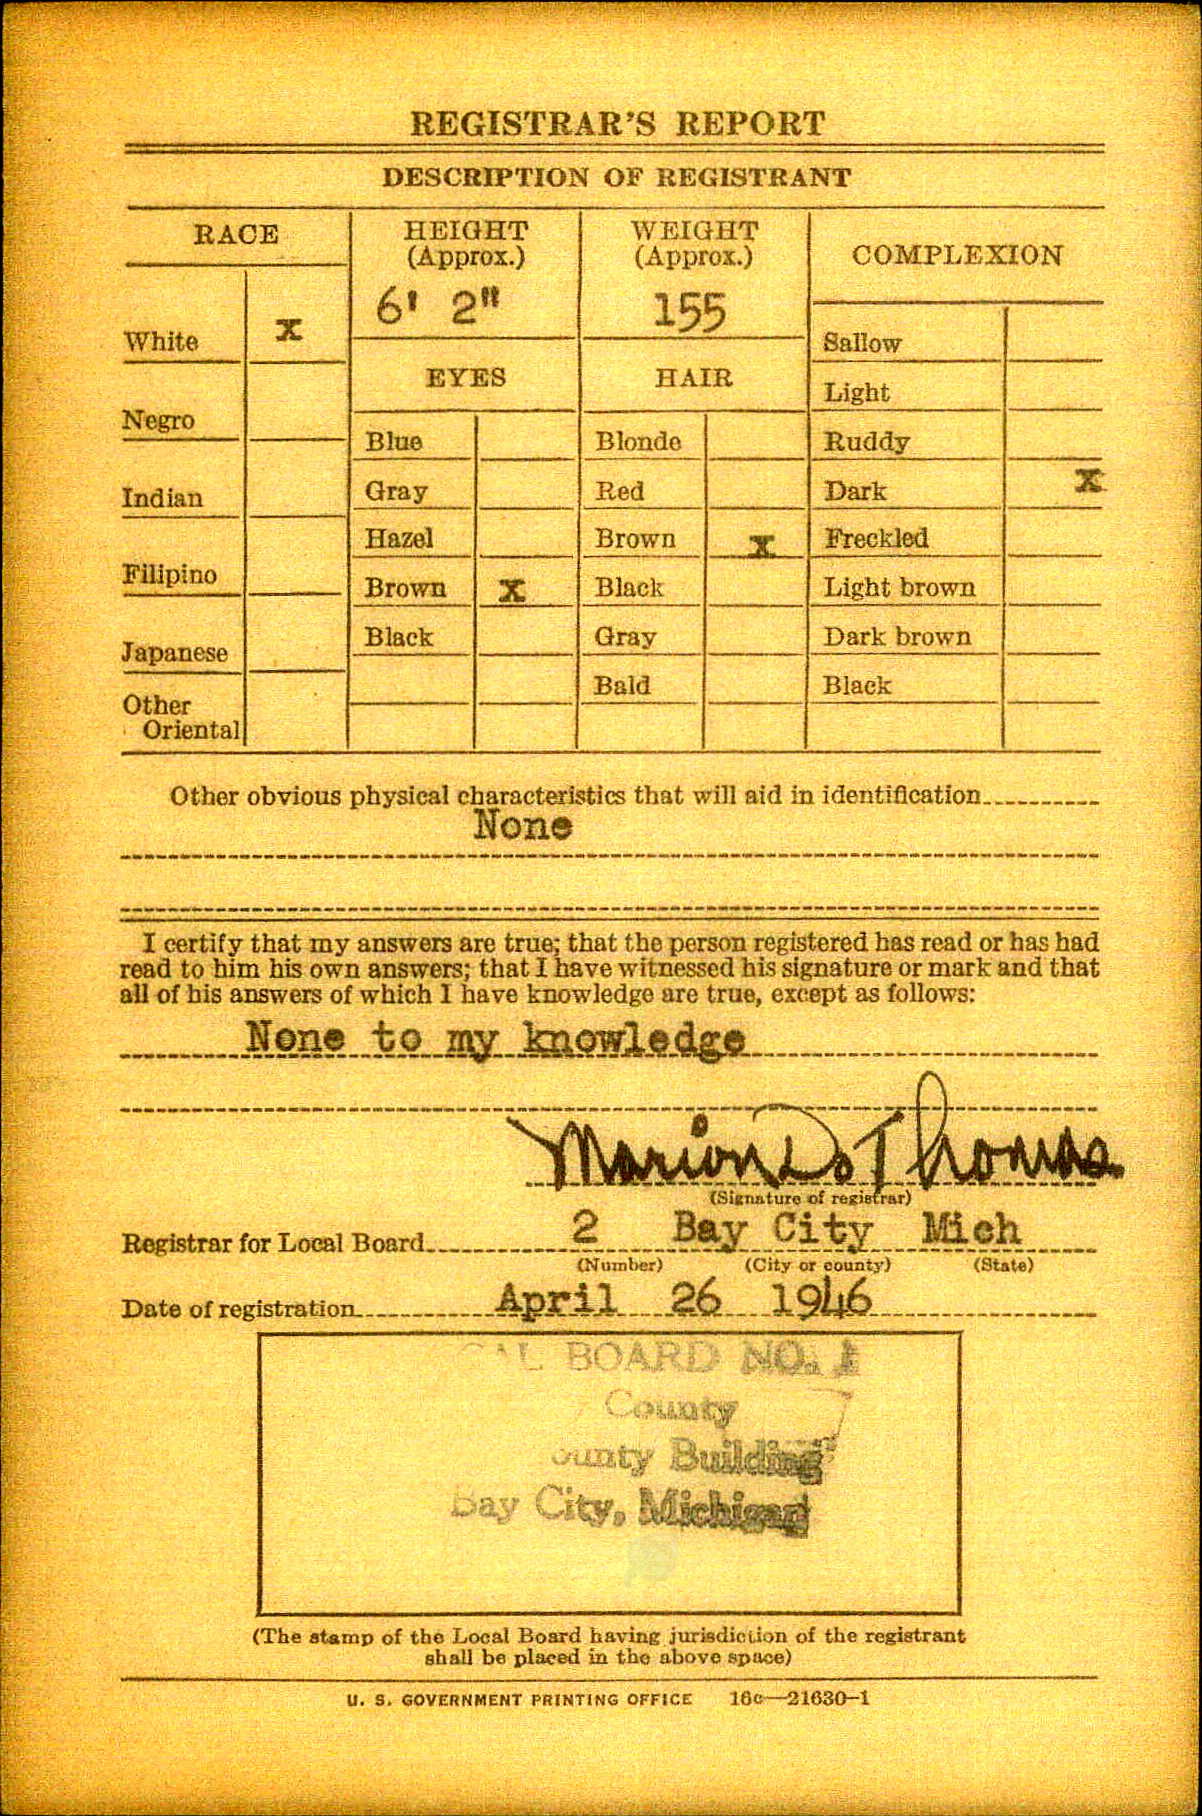 REGISTRAR'S REPORT
DESCRIPTION OF REGISTRANT
RACE
HEIGHT
(Approx.)
WEIGHT
(Approx.)
COMPLEXION
6' 2"
155
White X
Sallow
EYES
HAIR
Light
Negro
Blue
Blonde
Ruddy
Indian
Gray
Red
Dark X
Hazel
Brown X
Freckled
Filipino
Brown X
Black
Light brown
Japanese
Black
Gray
Dark brown
Bald
Black
Other
Oriental
Other obvious physical characteristics that will aid in identification
None
I certify that my answers are true; that the person registered has read or has had
read to him his own answers; that I have witnessed his signature or mark and that
all of his answers of which I have knowledge are true, except as follows:
None to my knowledge
Marion D. Thomas
(Signature of registrar)
Registrar for Local Board 2 Bay City Mich
(Number) (City or county) (State)
Date of registration April 26 1946
BOARD NO. 1
County
Building
Bay City, Michigan
(The stamp of the Local Board having jurisdiction of the registrant
shall be placed in the above space)
U. S. GOVERNMENT PRINTING OFFICE 16c—21630-1